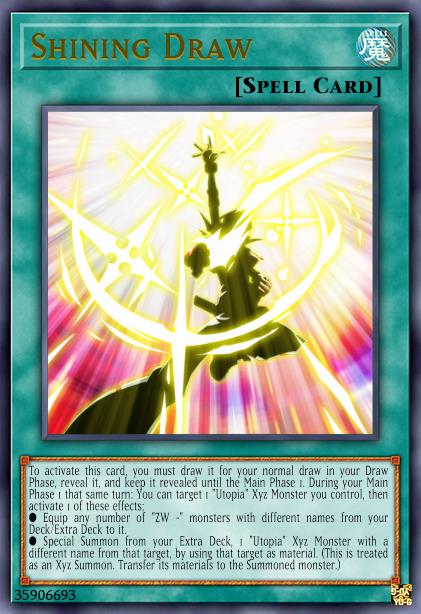 Shining Draw
SPELL
魔
[Spell Card]
To activate this card, you must draw it for your normal draw in your Draw
Phase, reveal it, and keep it revealed until the Main Phase 1. During your Main
Phase 1 that same turn: You can target 1 "Utopia" Xyz Monster you control, then
activate 1 of these effects;
● Equip any number of "ZW -" monsters with different names from your
Deck/Extra Deck to it.
● Special Summon from your Extra Deck, 1 "Utopia" Xyz Monster with a
different name from that target, by using that target as material. (This is treated
as an Xyz Summon. Transfer its materials to the Summoned monster.)
35906693